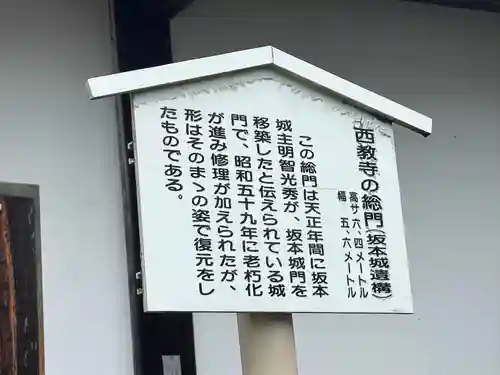 西教寺の総門(坂本城遺構)
高サ 六、四メートル
幅 五、六メートル
この総門は天正年間に坂本
城主明智光秀が、坂本城門を
移築したと伝えられている城
門で、昭和五十九年に老朽化
が進み修理が加えられたが、
形はそのまゝの姿で復元をし
たものである。